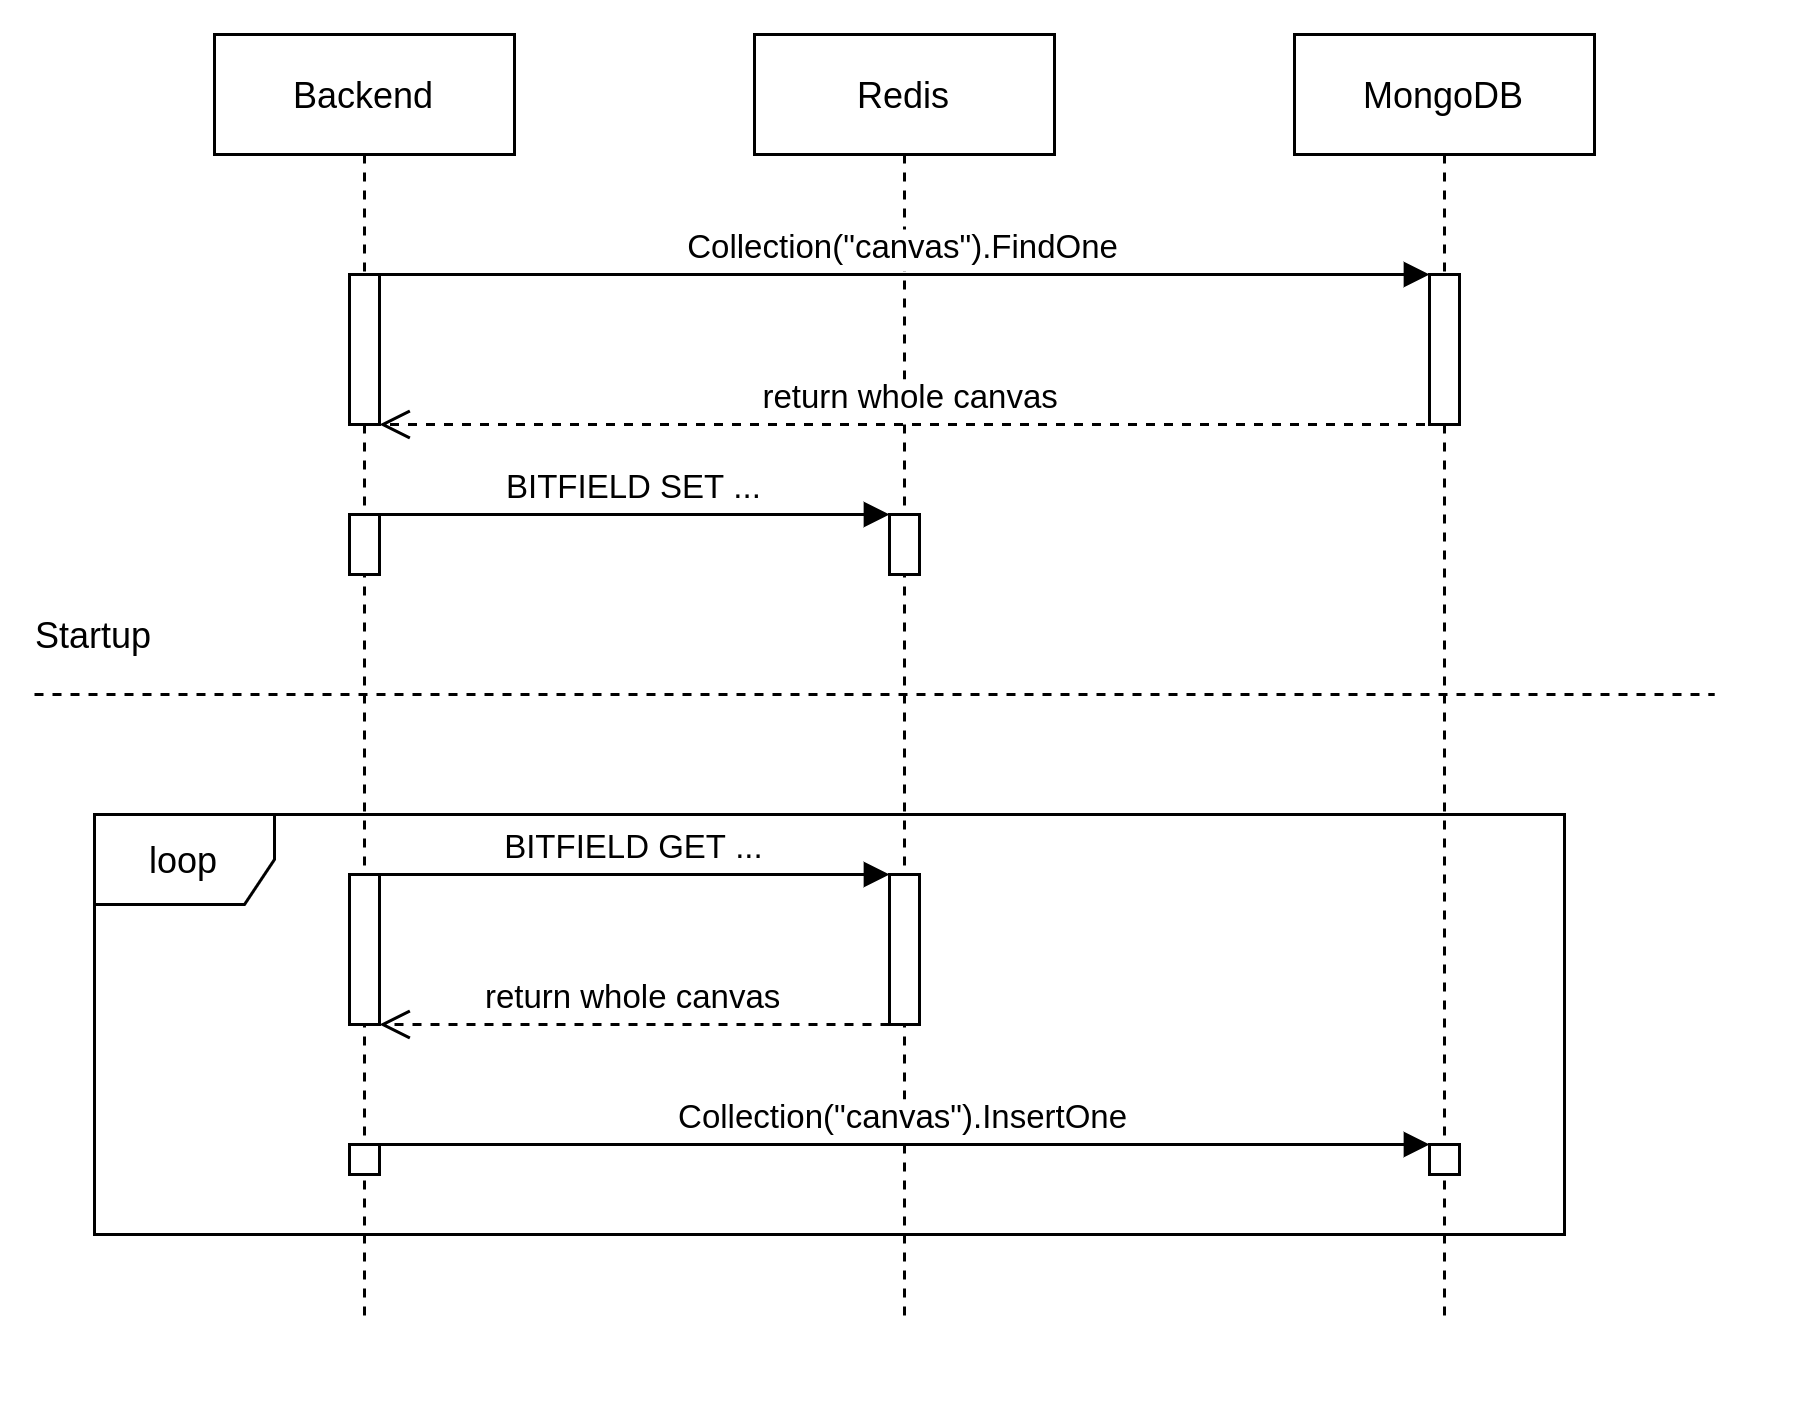 Backend
Redis
MongoDB
Collection("canvas").FindOne
return whole canvas
BITFIELD SET ...
Startup
loop
BITFIELD GET ...
return whole canvas
Collection("canvas").InsertOne